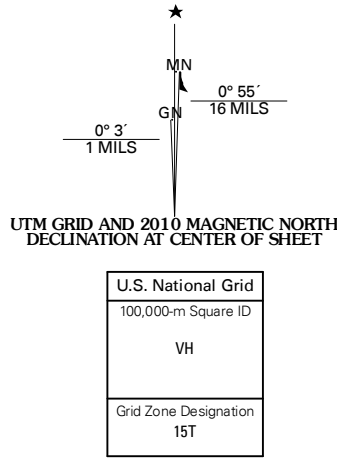 ★
MN
0° 55´
16 MILS
GN
0° 3´
1 MILS
UTM GRID AND 2010 MAGNETIC NORTH
DECLINATION AT CENTER OF SHEET
U.S. National Grid
100,000-m Square ID
VH
Grid Zone Designation
15T